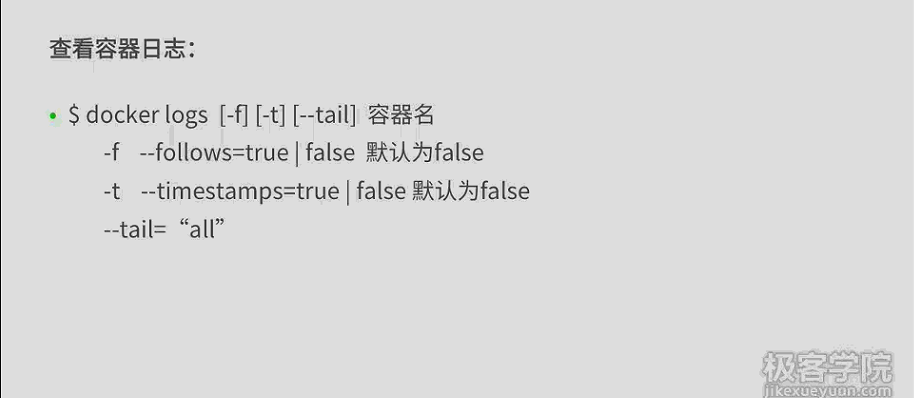 查看容器日志：
• $ docker logs [-f] [-t] [--tail] 容器名
-f --follows=true | false 默认为false
-t --timestamps=true | false 默认为false
--tail=“all”
极客学院
jikexueyuan.com